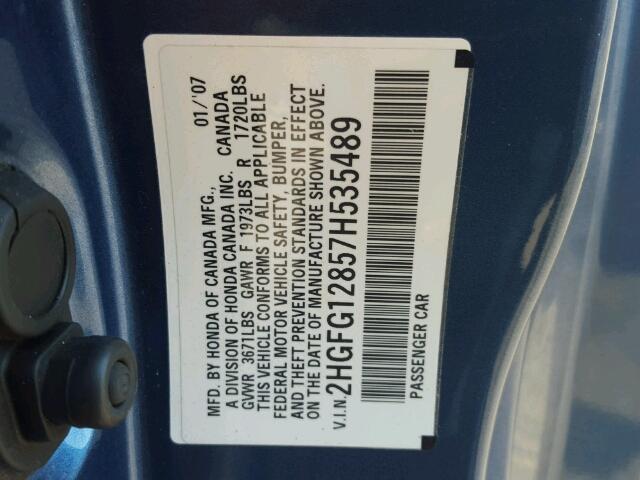 MFD. BY HONDA OF CANADA MFG., 01/'07
A DIVISION OF HONDA CANADA INC. CANADA
GVWR 3671LBS GAWR F 1973LBS R 1720LBS
THIS VEHICLE CONFORMS TO ALL APPLICABLE
FEDERAL MOTOR VEHICLE SAFETY, BUMPER,
AND THEFT PREVENTION STANDARDS IN EFFECT
ON THE DATE OF MANUFACTURE SHOWN ABOVE.
V.I.N. 2HGFG12857H535489
PASSENGER CAR